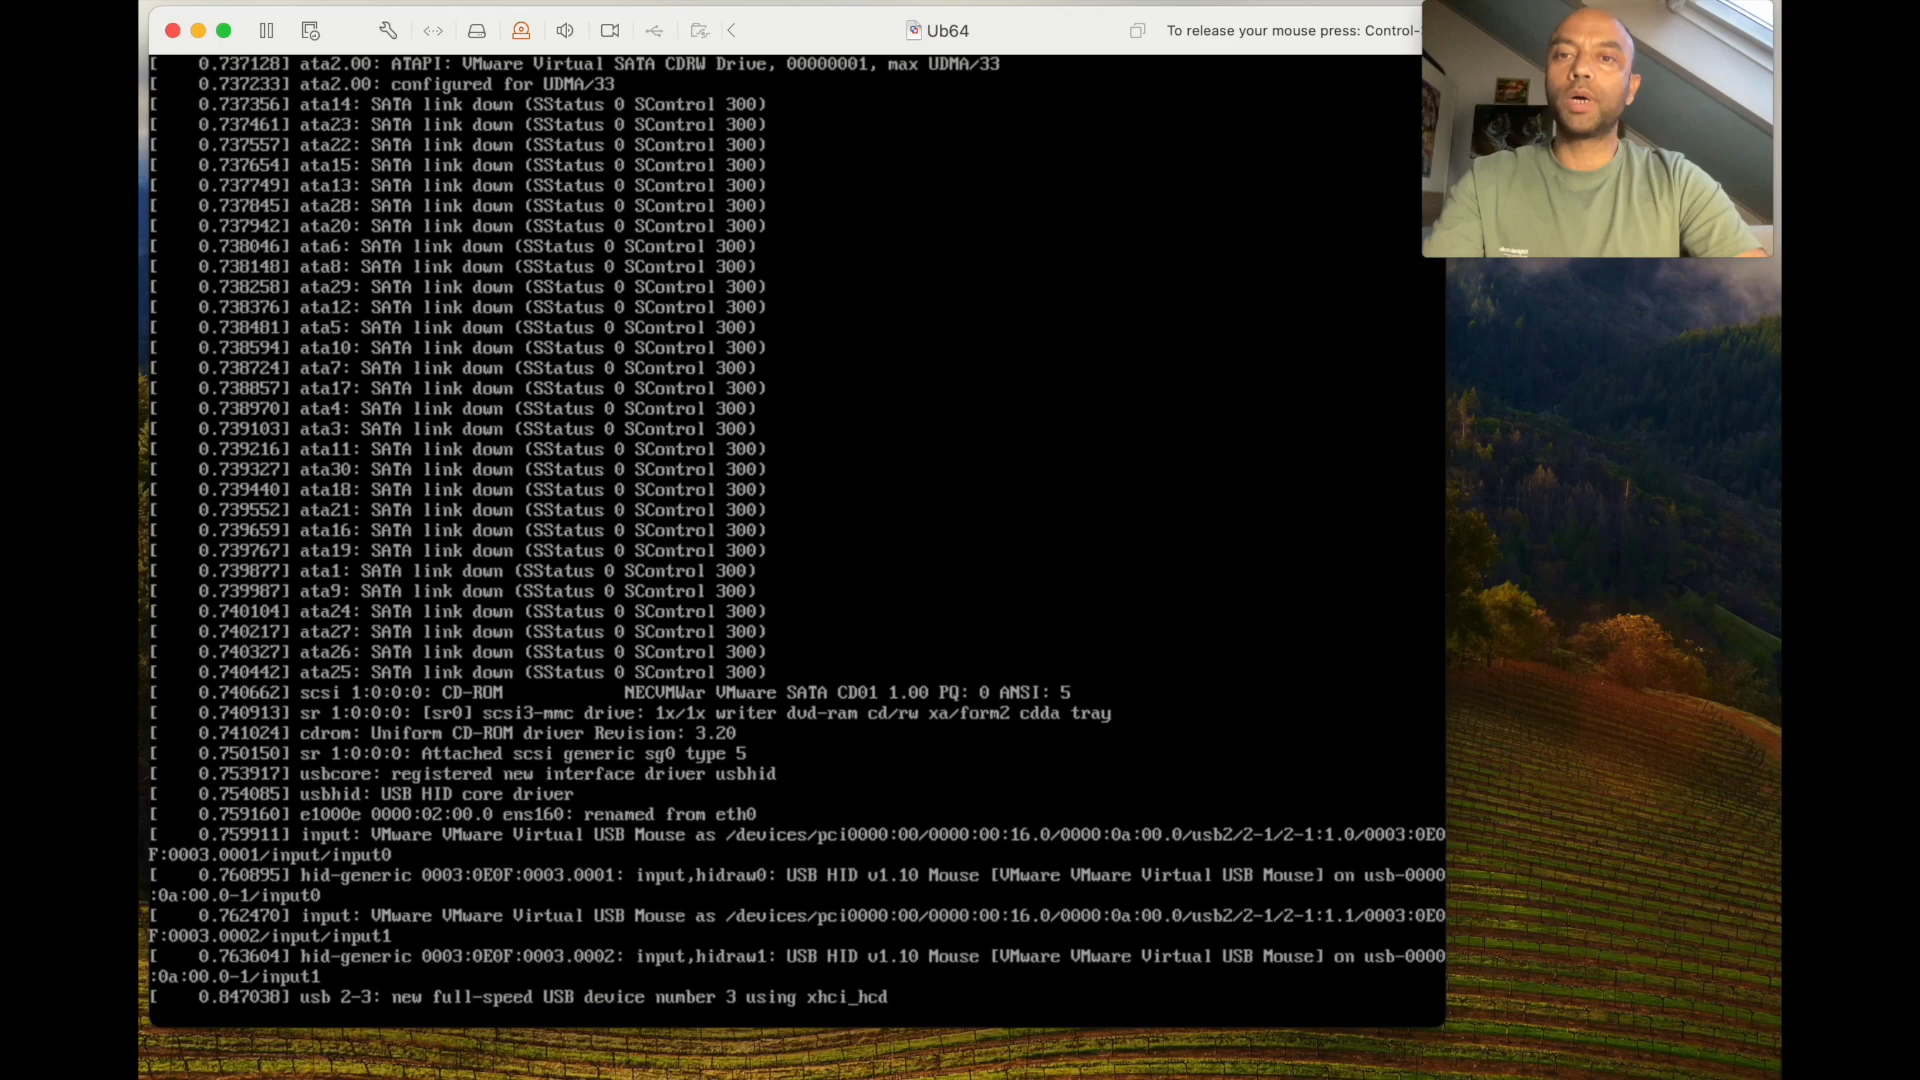 Ub64
To release your mouse press: Control-
[    0.737128] ata2.00: ATAPI: VMware Virtual SATA CDRW Drive, 00000001, max UDMA/33
[    0.737233] ata2.00: configured for UDMA/33
[    0.737356] ata14: SATA link down (SStatus 0 SControl 300)
[    0.737461] ata23: SATA link down (SStatus 0 SControl 300)
[    0.737557] ata22: SATA link down (SStatus 0 SControl 300)
[    0.737654] ata15: SATA link down (SStatus 0 SControl 300)
[    0.737749] ata13: SATA link down (SStatus 0 SControl 300)
[    0.737845] ata28: SATA link down (SStatus 0 SControl 300)
[    0.737942] ata20: SATA link down (SStatus 0 SControl 300)
[    0.738046] ata6: SATA link down (SStatus 0 SControl 300)
[    0.738148] ata8: SATA link down (SStatus 0 SControl 300)
[    0.738258] ata29: SATA link down (SStatus 0 SControl 300)
[    0.738376] ata12: SATA link down (SStatus 0 SControl 300)
[    0.738481] ata5: SATA link down (SStatus 0 SControl 300)
[    0.738594] ata10: SATA link down (SStatus 0 SControl 300)
[    0.738724] ata7: SATA link down (SStatus 0 SControl 300)
[    0.738857] ata17: SATA link down (SStatus 0 SControl 300)
[    0.738970] ata4: SATA link down (SStatus 0 SControl 300)
[    0.739103] ata3: SATA link down (SStatus 0 SControl 300)
[    0.739216] ata11: SATA link down (SStatus 0 SControl 300)
[    0.739327] ata30: SATA link down (SStatus 0 SControl 300)
[    0.739440] ata18: SATA link down (SStatus 0 SControl 300)
[    0.739552] ata21: SATA link down (SStatus 0 SControl 300)
[    0.739659] ata16: SATA link down (SStatus 0 SControl 300)
[    0.739767] ata19: SATA link down (SStatus 0 SControl 300)
[    0.739877] ata1: SATA link down (SStatus 0 SControl 300)
[    0.739987] ata9: SATA link down (SStatus 0 SControl 300)
[    0.740104] ata24: SATA link down (SStatus 0 SControl 300)
[    0.740217] ata27: SATA link down (SStatus 0 SControl 300)
[    0.740327] ata26: SATA link down (SStatus 0 SControl 300)
[    0.740442] ata25: SATA link down (SStatus 0 SControl 300)
[    0.740662] scsi 1:0:0:0: CD-ROM            NECVMWar VMware SATA CD01 1.00 PQ: 0 ANSI: 5
[    0.740913] sr 1:0:0:0: [sr0] scsi3-mmc drive: 1x/1x writer dvd-ram cd/rw xa/form2 cdda tray
[    0.741024] cdrom: Uniform CD-ROM driver Revision: 3.20
[    0.750150] sr 1:0:0:0: Attached scsi generic sg0 type 5
[    0.753917] usbcore: registered new interface driver usbhid
[    0.754085] usbhid: USB HID core driver
[    0.759160] e1000e 0000:02:00.0 ens160: renamed from eth0
[    0.759911] input: VMware VMware Virtual USB Mouse as /devices/pci0000:00/0000:00:16.0/0000:0a:00.0/usb2/2-1/2-1:1.0/0003:0E0
F:0003.0001/input/input0
[    0.760895] hid-generic 0003:0E0F:0003.0001: input,hidraw0: USB HID v1.10 Mouse [VMware VMware Virtual USB Mouse] on usb-0000
:0a:00.0-1/input0
[    0.762470] input: VMware VMware Virtual USB Mouse as /devices/pci0000:00/0000:00:16.0/0000:0a:00.0/usb2/2-1/2-1:1.1/0003:0E0
F:0003.0002/input/input1
[    0.763604] hid-generic 0003:0E0F:0003.0002: input,hidraw1: USB HID v1.10 Mouse [VMware VMware Virtual USB Mouse] on usb-0000
:0a:00.0-1/input1
[    0.847038] usb 2-3: new full-speed USB device number 3 using xhci_hcd